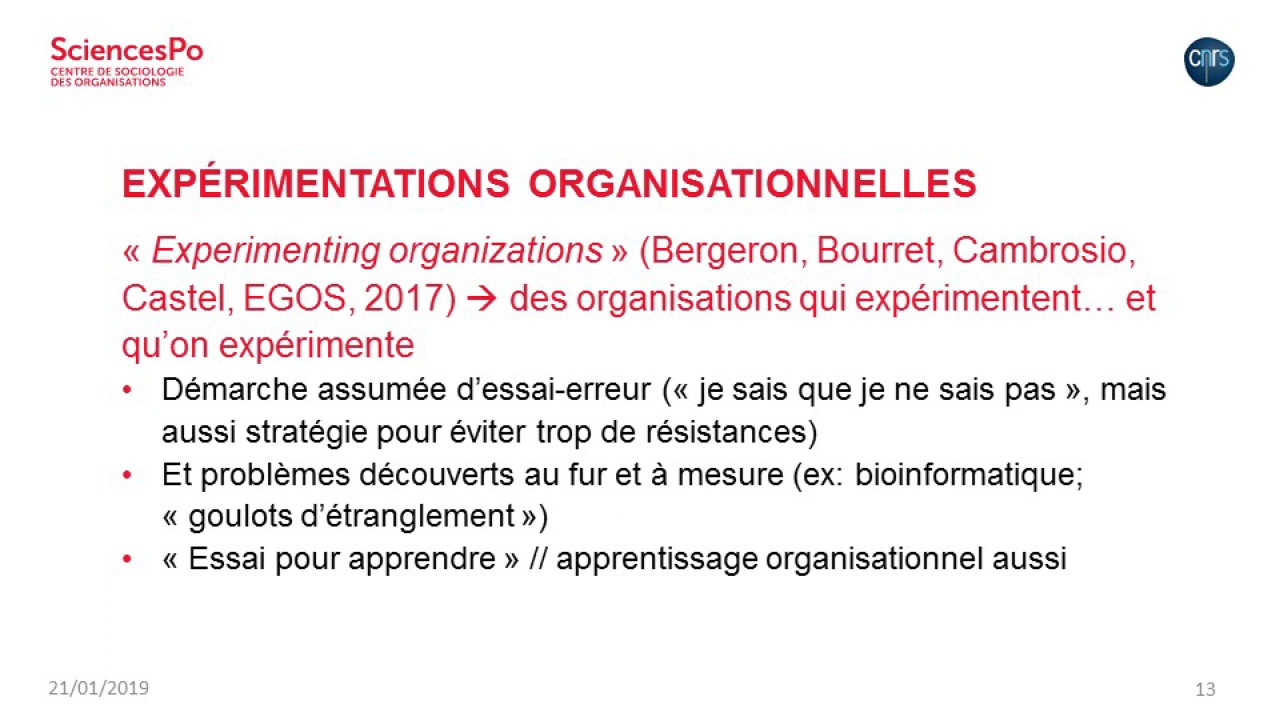 SciencesPo
CENTRE DE SOCIOLOGIE
DES ORGANISATIONS
cnrs
EXPÉRIMENTATIONS ORGANISATIONNELLES
« Experimenting organizations » (Bergeron, Bourret, Cambrosio,
Castel, EGOS, 2017) → des organisations qui expérimentent… et
qu’on expérimente
• Démarche assumée d’essai-erreur (« je sais que je ne sais pas », mais
aussi stratégie pour éviter trop de résistances)
• Et problèmes découverts au fur et à mesure (ex: bioinformatique;
« goulots d’étranglement »)
• « Essai pour apprendre » // apprentissage organisationnel aussi
21/01/2019
13